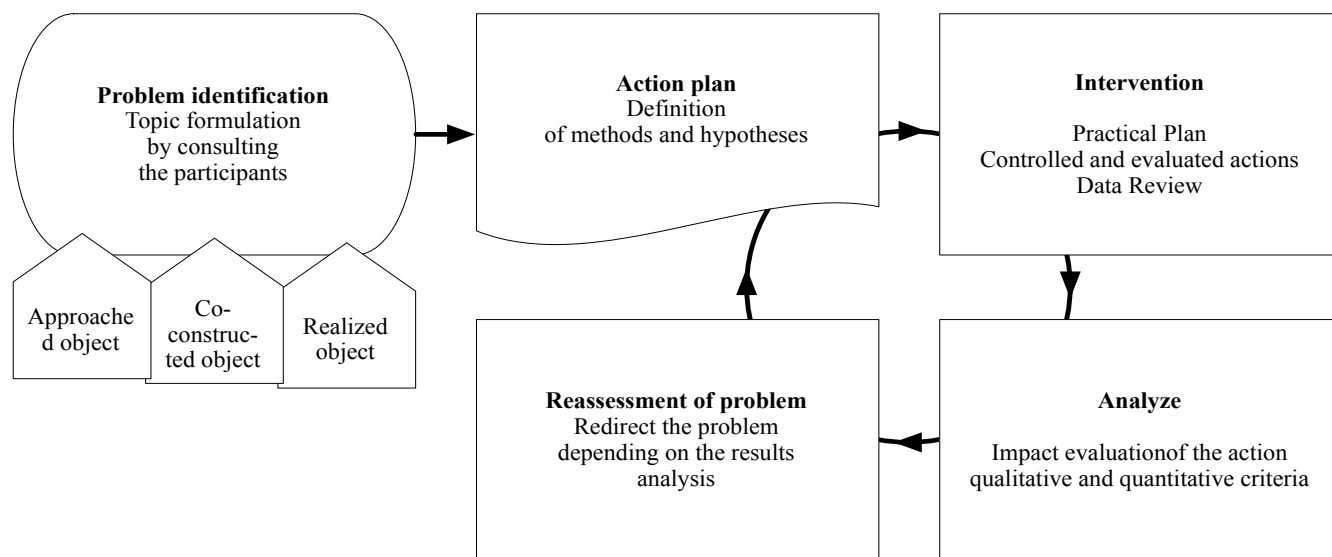 Problem identification
Topic formulation
by consulting
the participants
Approache
d object
Co-
construc-
ted object
Realized
object
Action plan
Definition
of methods and hypotheses
Intervention
Practical Plan
Controlled and evaluated actions
Data Review
Analyze
Impact evaluationof the action
qualitative and quantitative criteria
Reassessment of problem
Redirect the problem
depending on the results
analysis